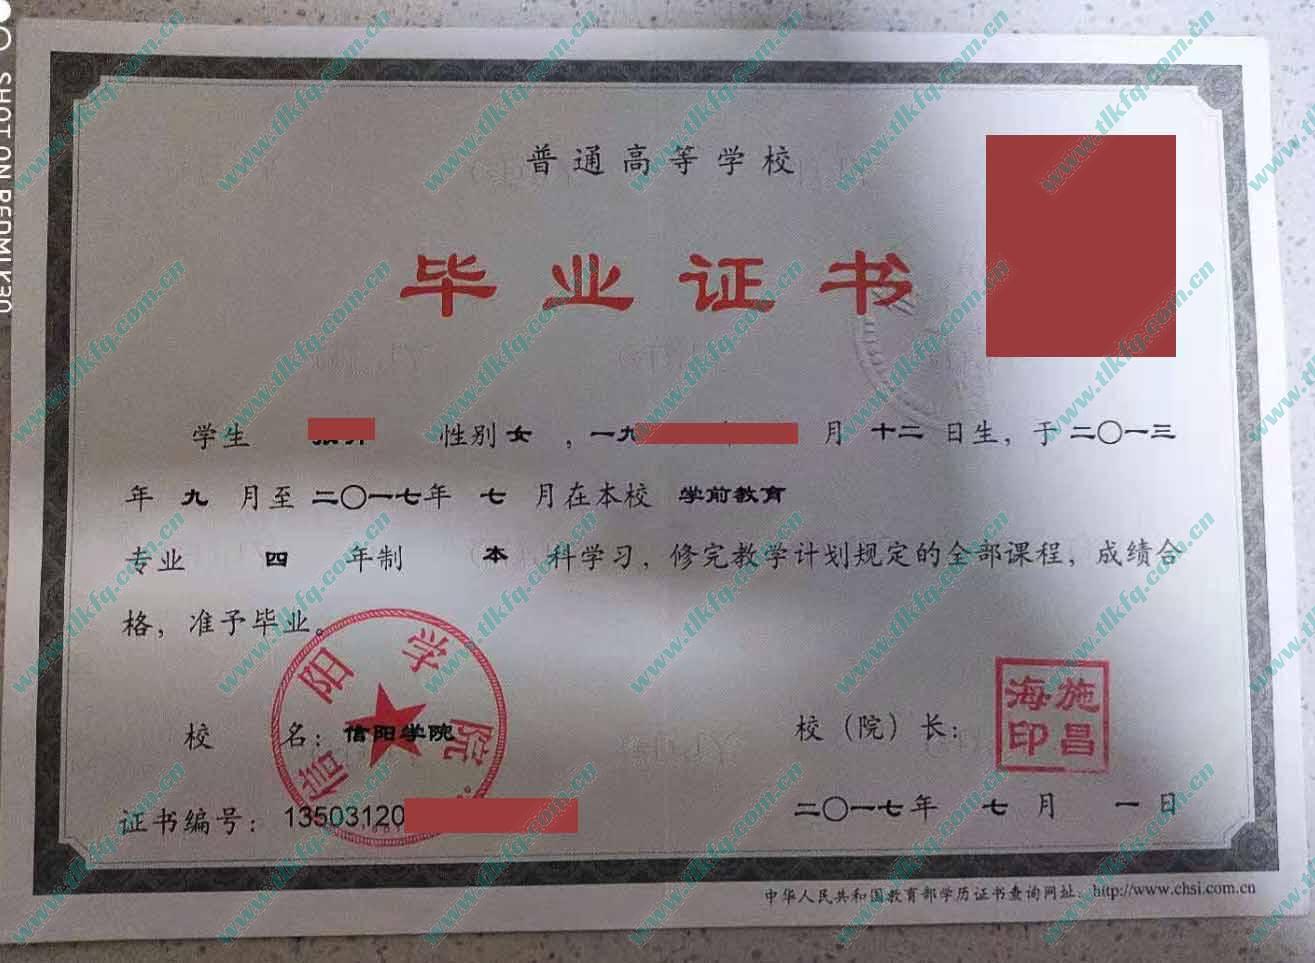 普通高等学校
毕业证书
学生 性别 女 ，一九 月 十二 日生，于 二〇一三
年 九 月至 二〇一七年 七 月在本校 学前教育
专业 四 年制 本 科学习，修完教学计划规定的全部课程，成绩合
格，准予毕业。
信阳学院
校 名：信阳学院
校（院）长：
施昌海印
证书编号：13503120
二〇一七年 七 月 一日
中华人民共和国教育部学历证书查询网址：http://www.chsi.com.cn
SHOT ON REDMI K30
www.tlkfq.com.cn